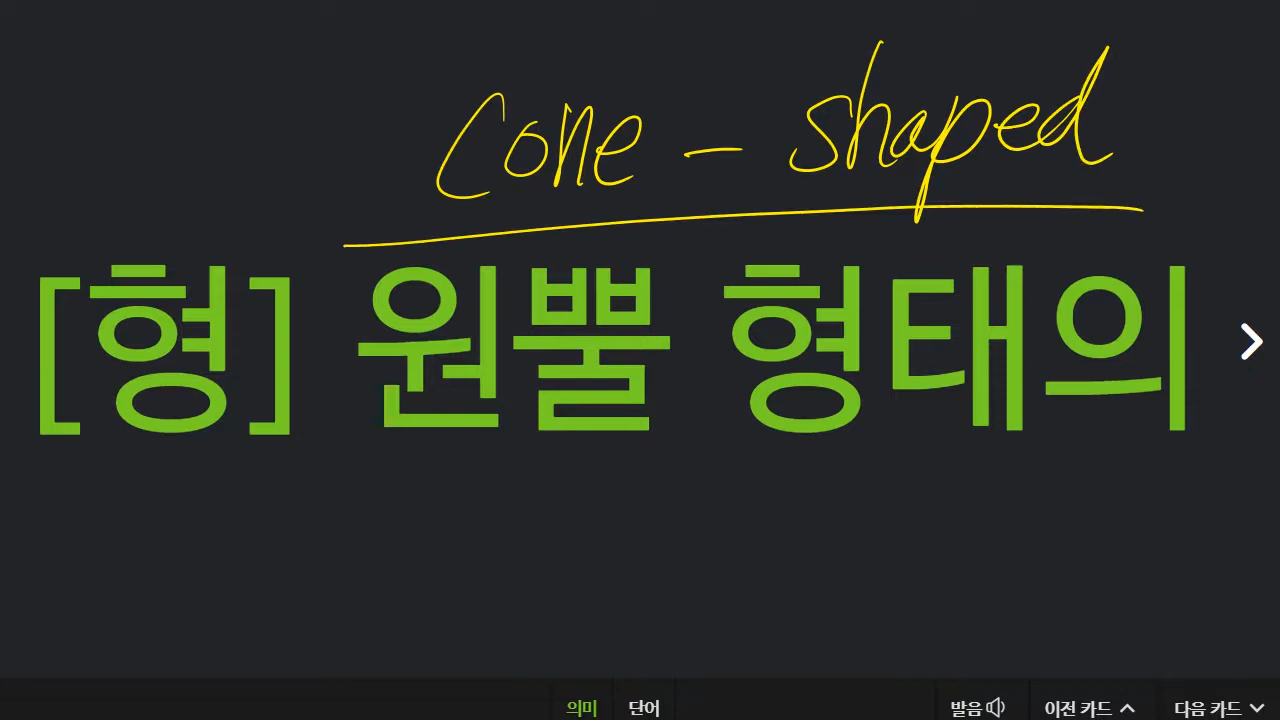 cone - shaped
[형] 원뿔 형태의
의미 단어 발음 이전 카드 다음 카드